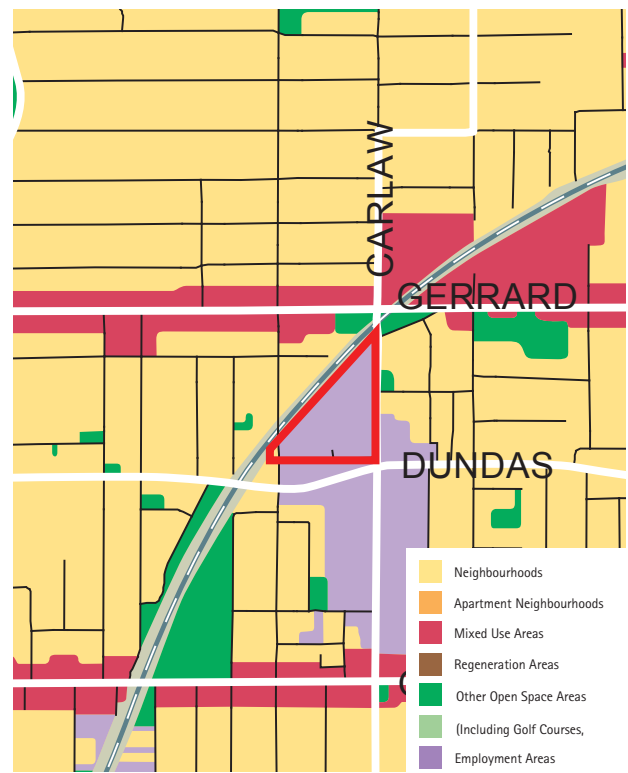 CARLAW
GERRARD
DUNDAS
Neighbourhoods
Apartment Neighbourhoods
Mixed Use Areas
Regeneration Areas
Other Open Space Areas
(Including Golf Courses,
Employment Areas